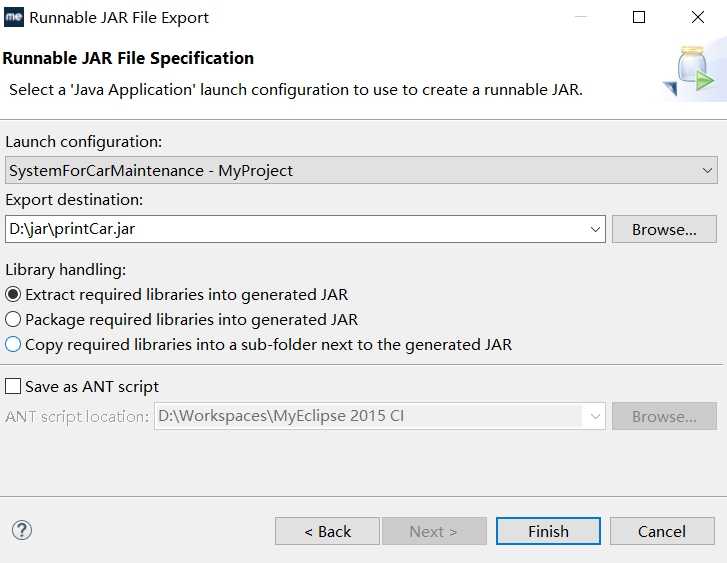 me Runnable JAR File Export
Runnable JAR File Specification
Select a 'Java Application' launch configuration to use to create a runnable JAR.
Launch configuration:
SystemForCarMaintenance - MyProject
Export destination:
D:\jar\printCar.jar Browse...
Library handling:
Extract required libraries into generated JAR
Package required libraries into generated JAR
Copy required libraries into a sub-folder next to the generated JAR
Save as ANT script
ANT script location: D:\Workspaces\MyEclipse 2015 CI Browse...
? < Back Next > Finish Cancel